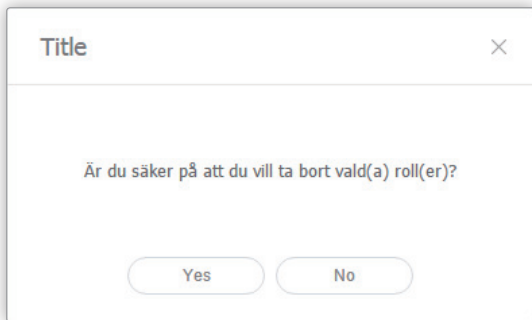 Title
Är du säker på att du vill ta bort vald(a) roll(er)?
Yes No